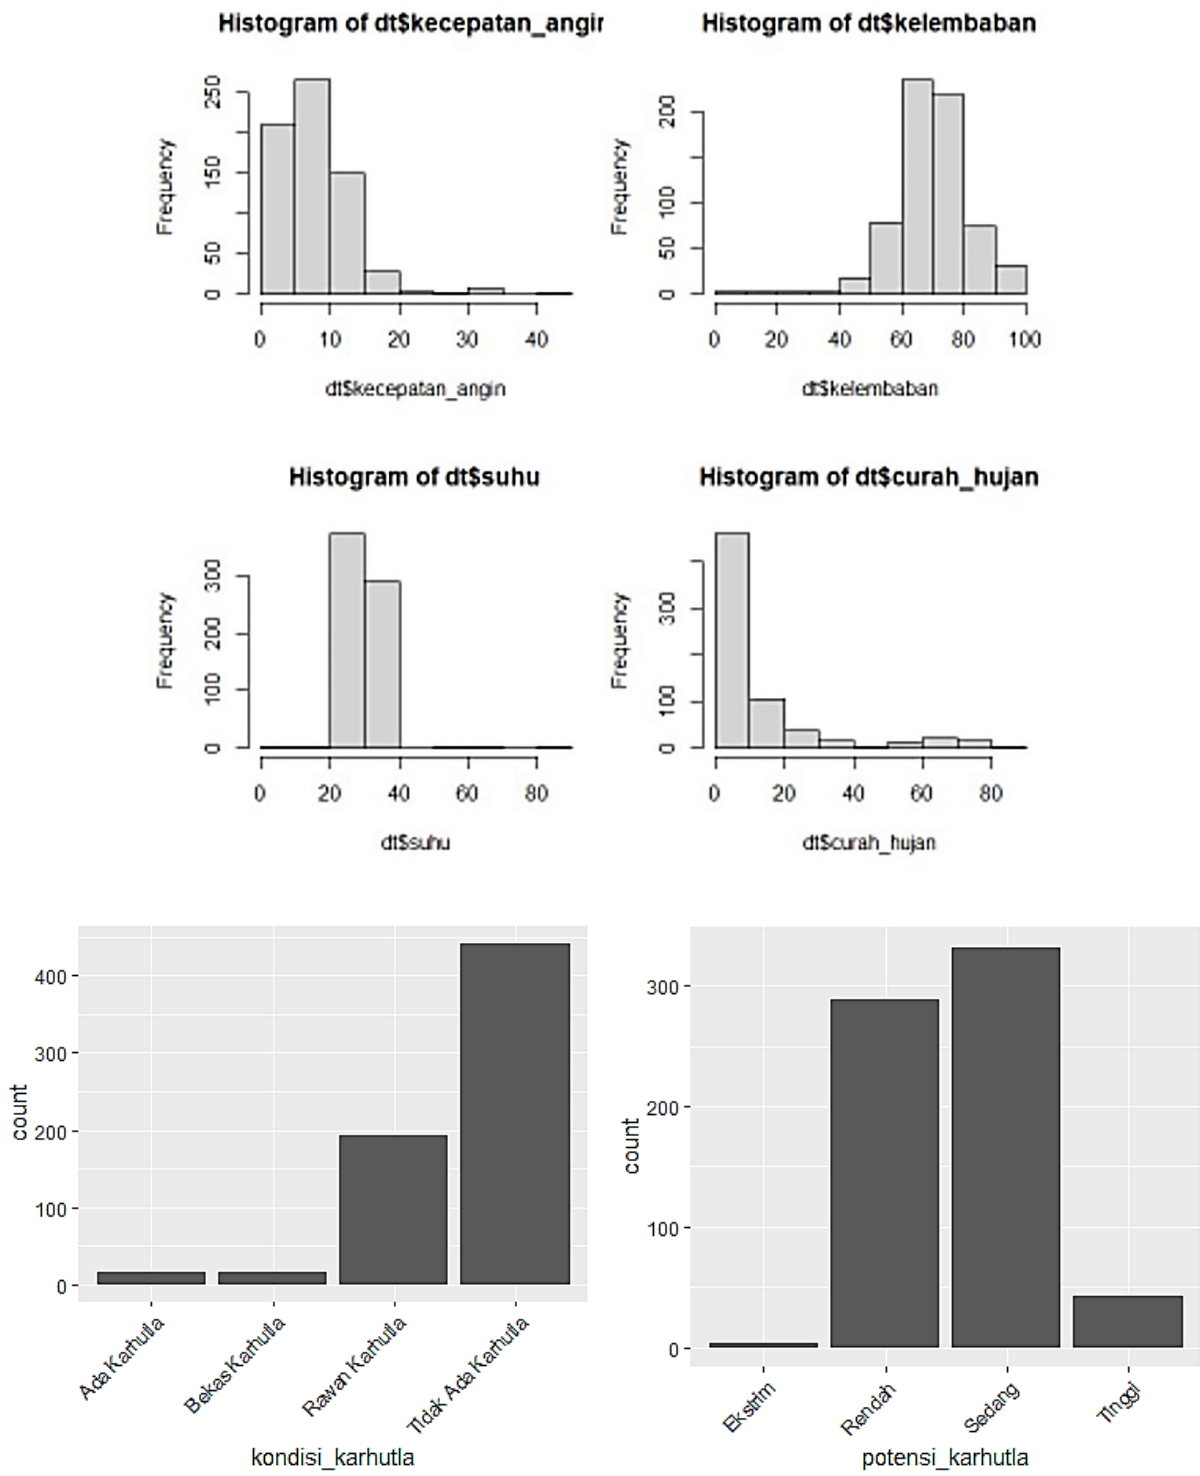 Histogram of dt$kecepatan_angir
250
150
50
0
Frequency
0 10 20 30 40
dt$kecepatan_angin
Histogram of dt$kelembaban
200
100
50
0
Frequency
0 20 40 60 80 100
dt$kelembaban
Histogram of dt$suhu
300
200
100
0
Frequency
0 20 40 60 80
dt$suhu
Histogram of dt$curah_hujan
300
100
0
Frequency
0 20 40 60 80
dt$curah_hujan
400
300
200
100
0
count
Ada Karhutla
Bekas Karhutla
Rawan Karhutla
Tidak Ada Karhutla
kondisi_karhutla
300
200
100
0
count
Ekstrim
Rendah
Sedang
Tinggi
potensi_karhutla